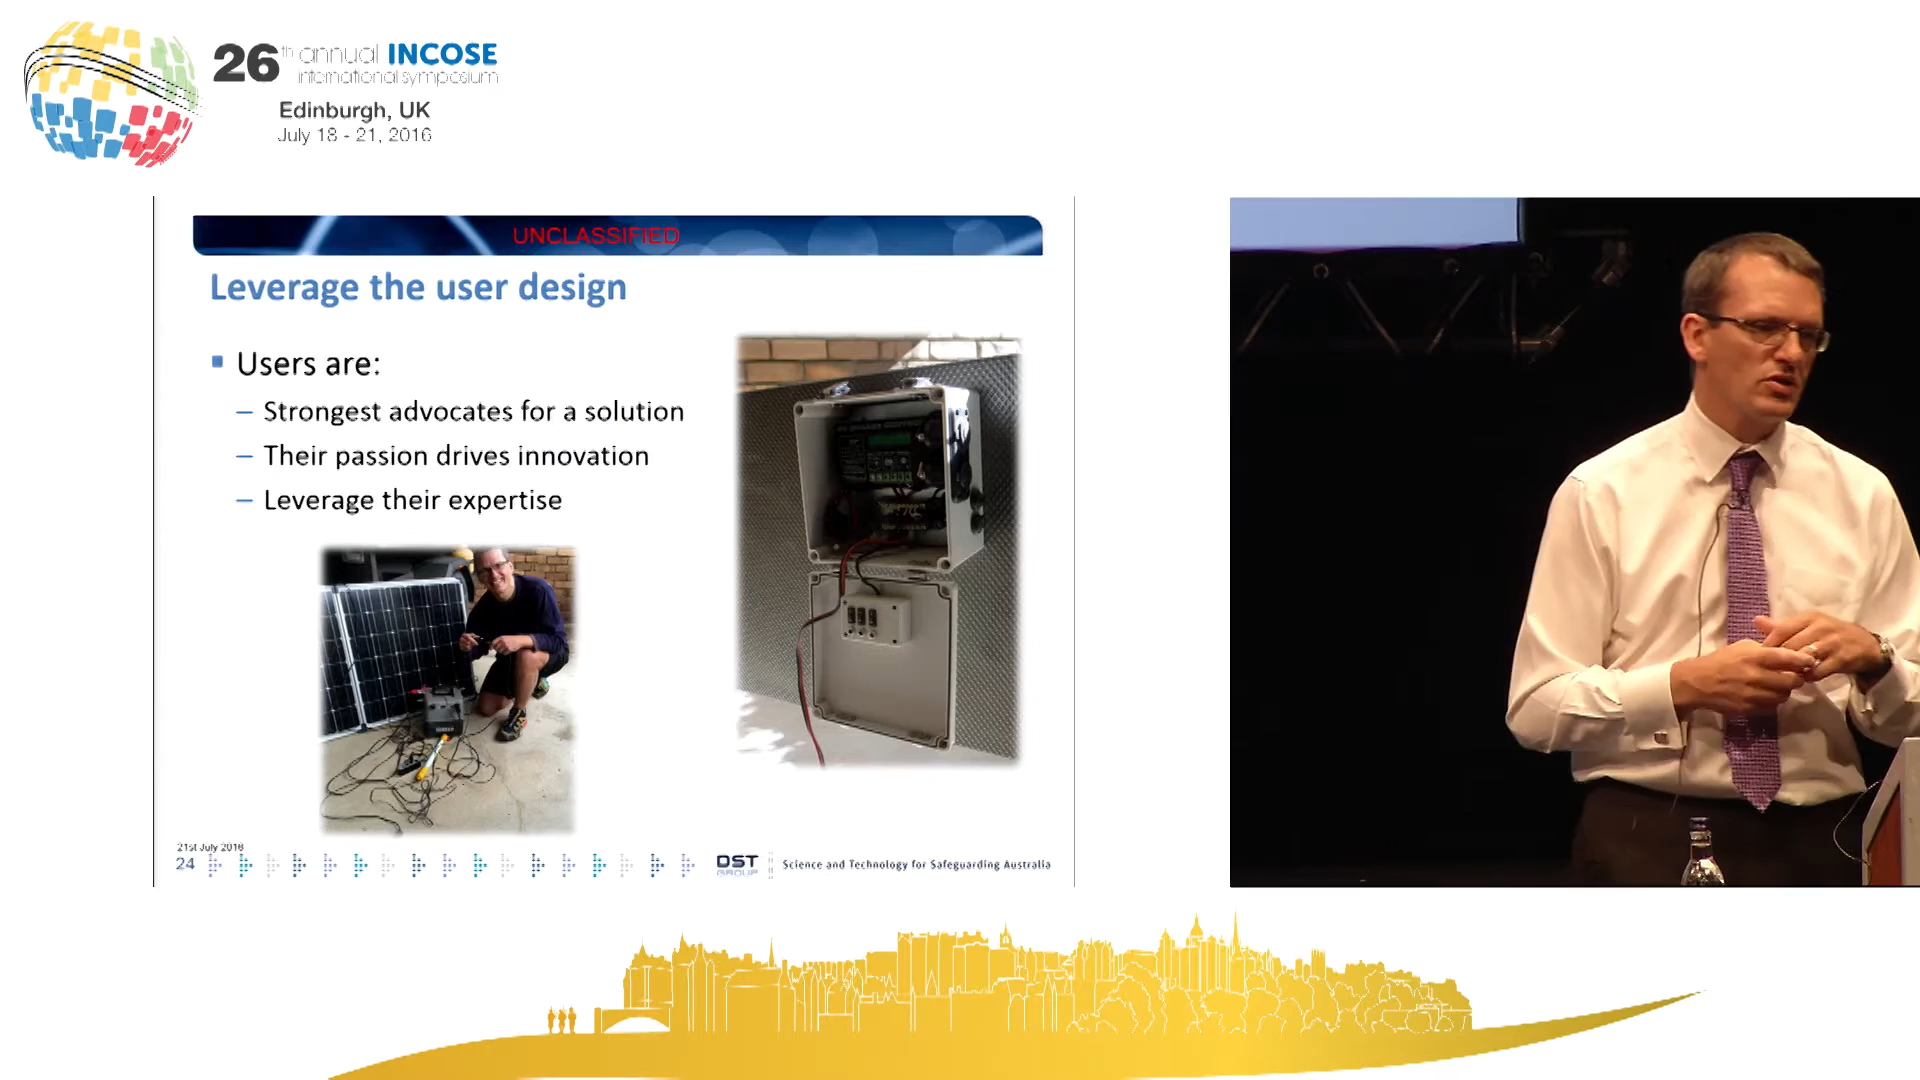 26th annual INCOSE
international symposium
Edinburgh, UK
July 18 - 21, 2016
UNCLASSIFIED
Leverage the user design
Users are:
– Strongest advocates for a solution
– Their passion drives innovation
– Leverage their expertise
21st July 2016
24
DST
GROUP
Science and Technology for Safeguarding Australia